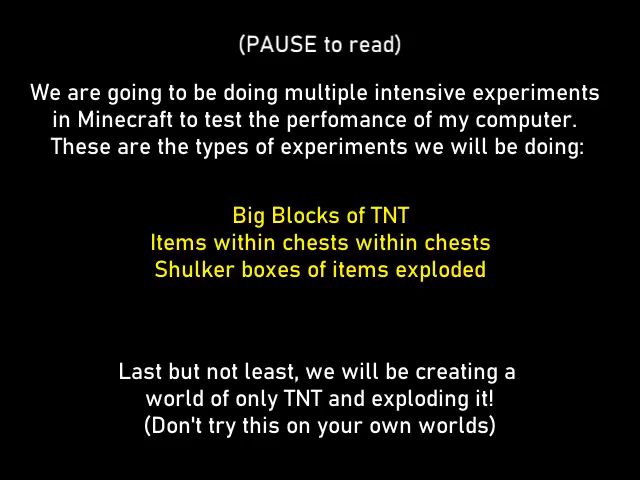 (PAUSE to read)
We are going to be doing multiple intensive experiments
in Minecraft to test the perfomance of my computer.
These are the types of experiments we will be doing:
Big Blocks of TNT
Items within chests within chests
Shulker boxes of items exploded
Last but not least, we will be creating a
world of only TNT and exploding it!
(Don't try this on your own worlds)